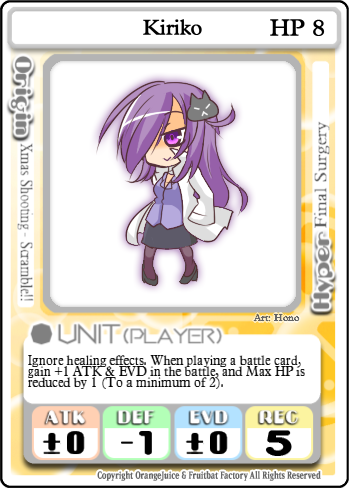 Kiriko HP 8
Origin Xmas Shooting - Scramble!!
Hyper Final Surgery
Art: Hono
UNIT(PLAYER)
Ignore healing effects. When playing a battle card,
gain +1 ATK & EVD in the battle, and Max HP is
reduced by 1 (To a minimum of 2).
ATK DEF EVD REC
±0 -1 ±0 5
Copyright OrangeJuice & Fruitbat Factory All Rights Reserved